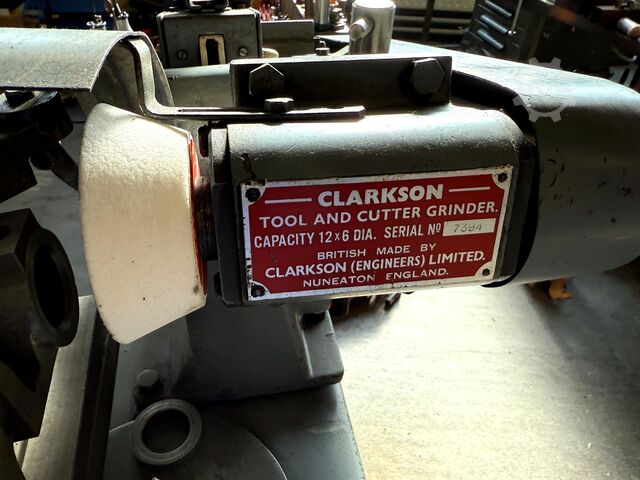 CLARKSON
TOOL AND CUTTER GRINDER.
CAPACITY 12 x 6 DIA. SERIAL Nº 7394
BRITISH MADE BY
CLARKSON (ENGINEERS) LIMITED.
NUNEATON ENGLAND.